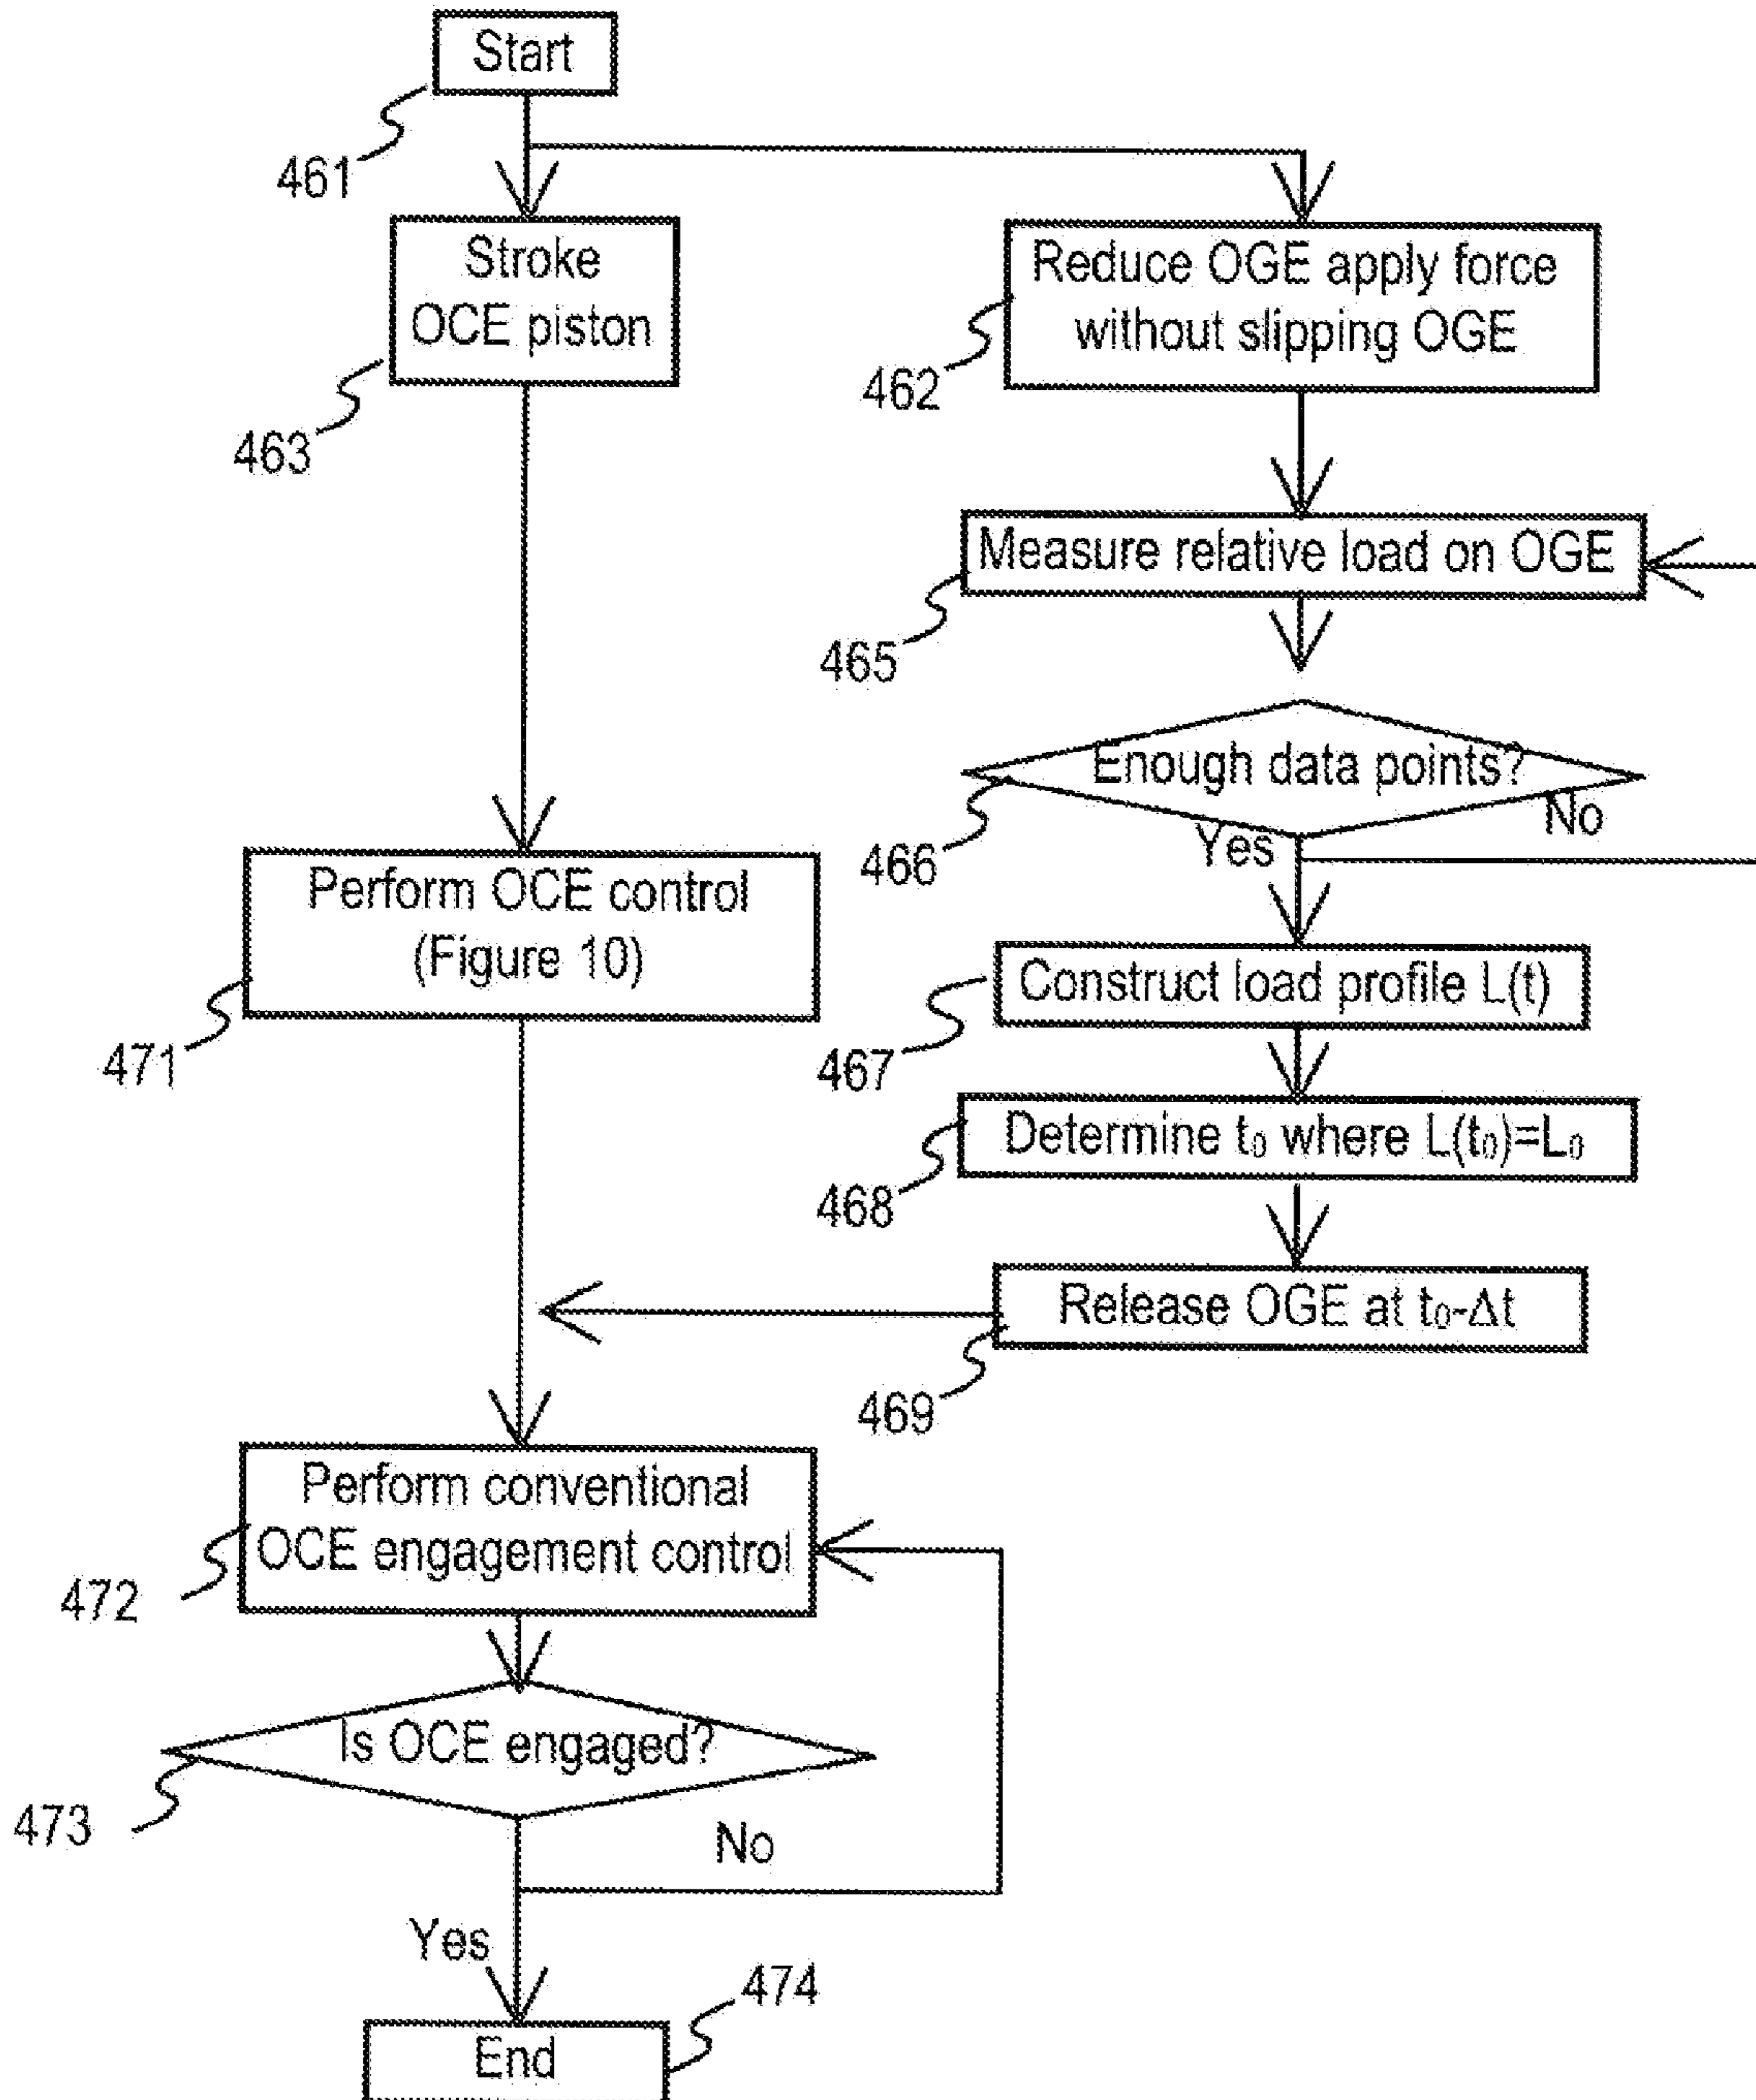 Start
461
Stroke
OCE piston
463
Reduce OGE apply force
without slipping OGE
462
Measure relative load on OGE
465
Enough data points?
466
Yes
No
Perform OCE control
(Figure 10)
471
Construct load profile L(t)
467
Determine t₀ where L(t₀)=L₀
468
Release OGE at t₀-Δt
469
Perform conventional
OCE engagement control
472
Is OCE engaged?
473
No
Yes
474
End